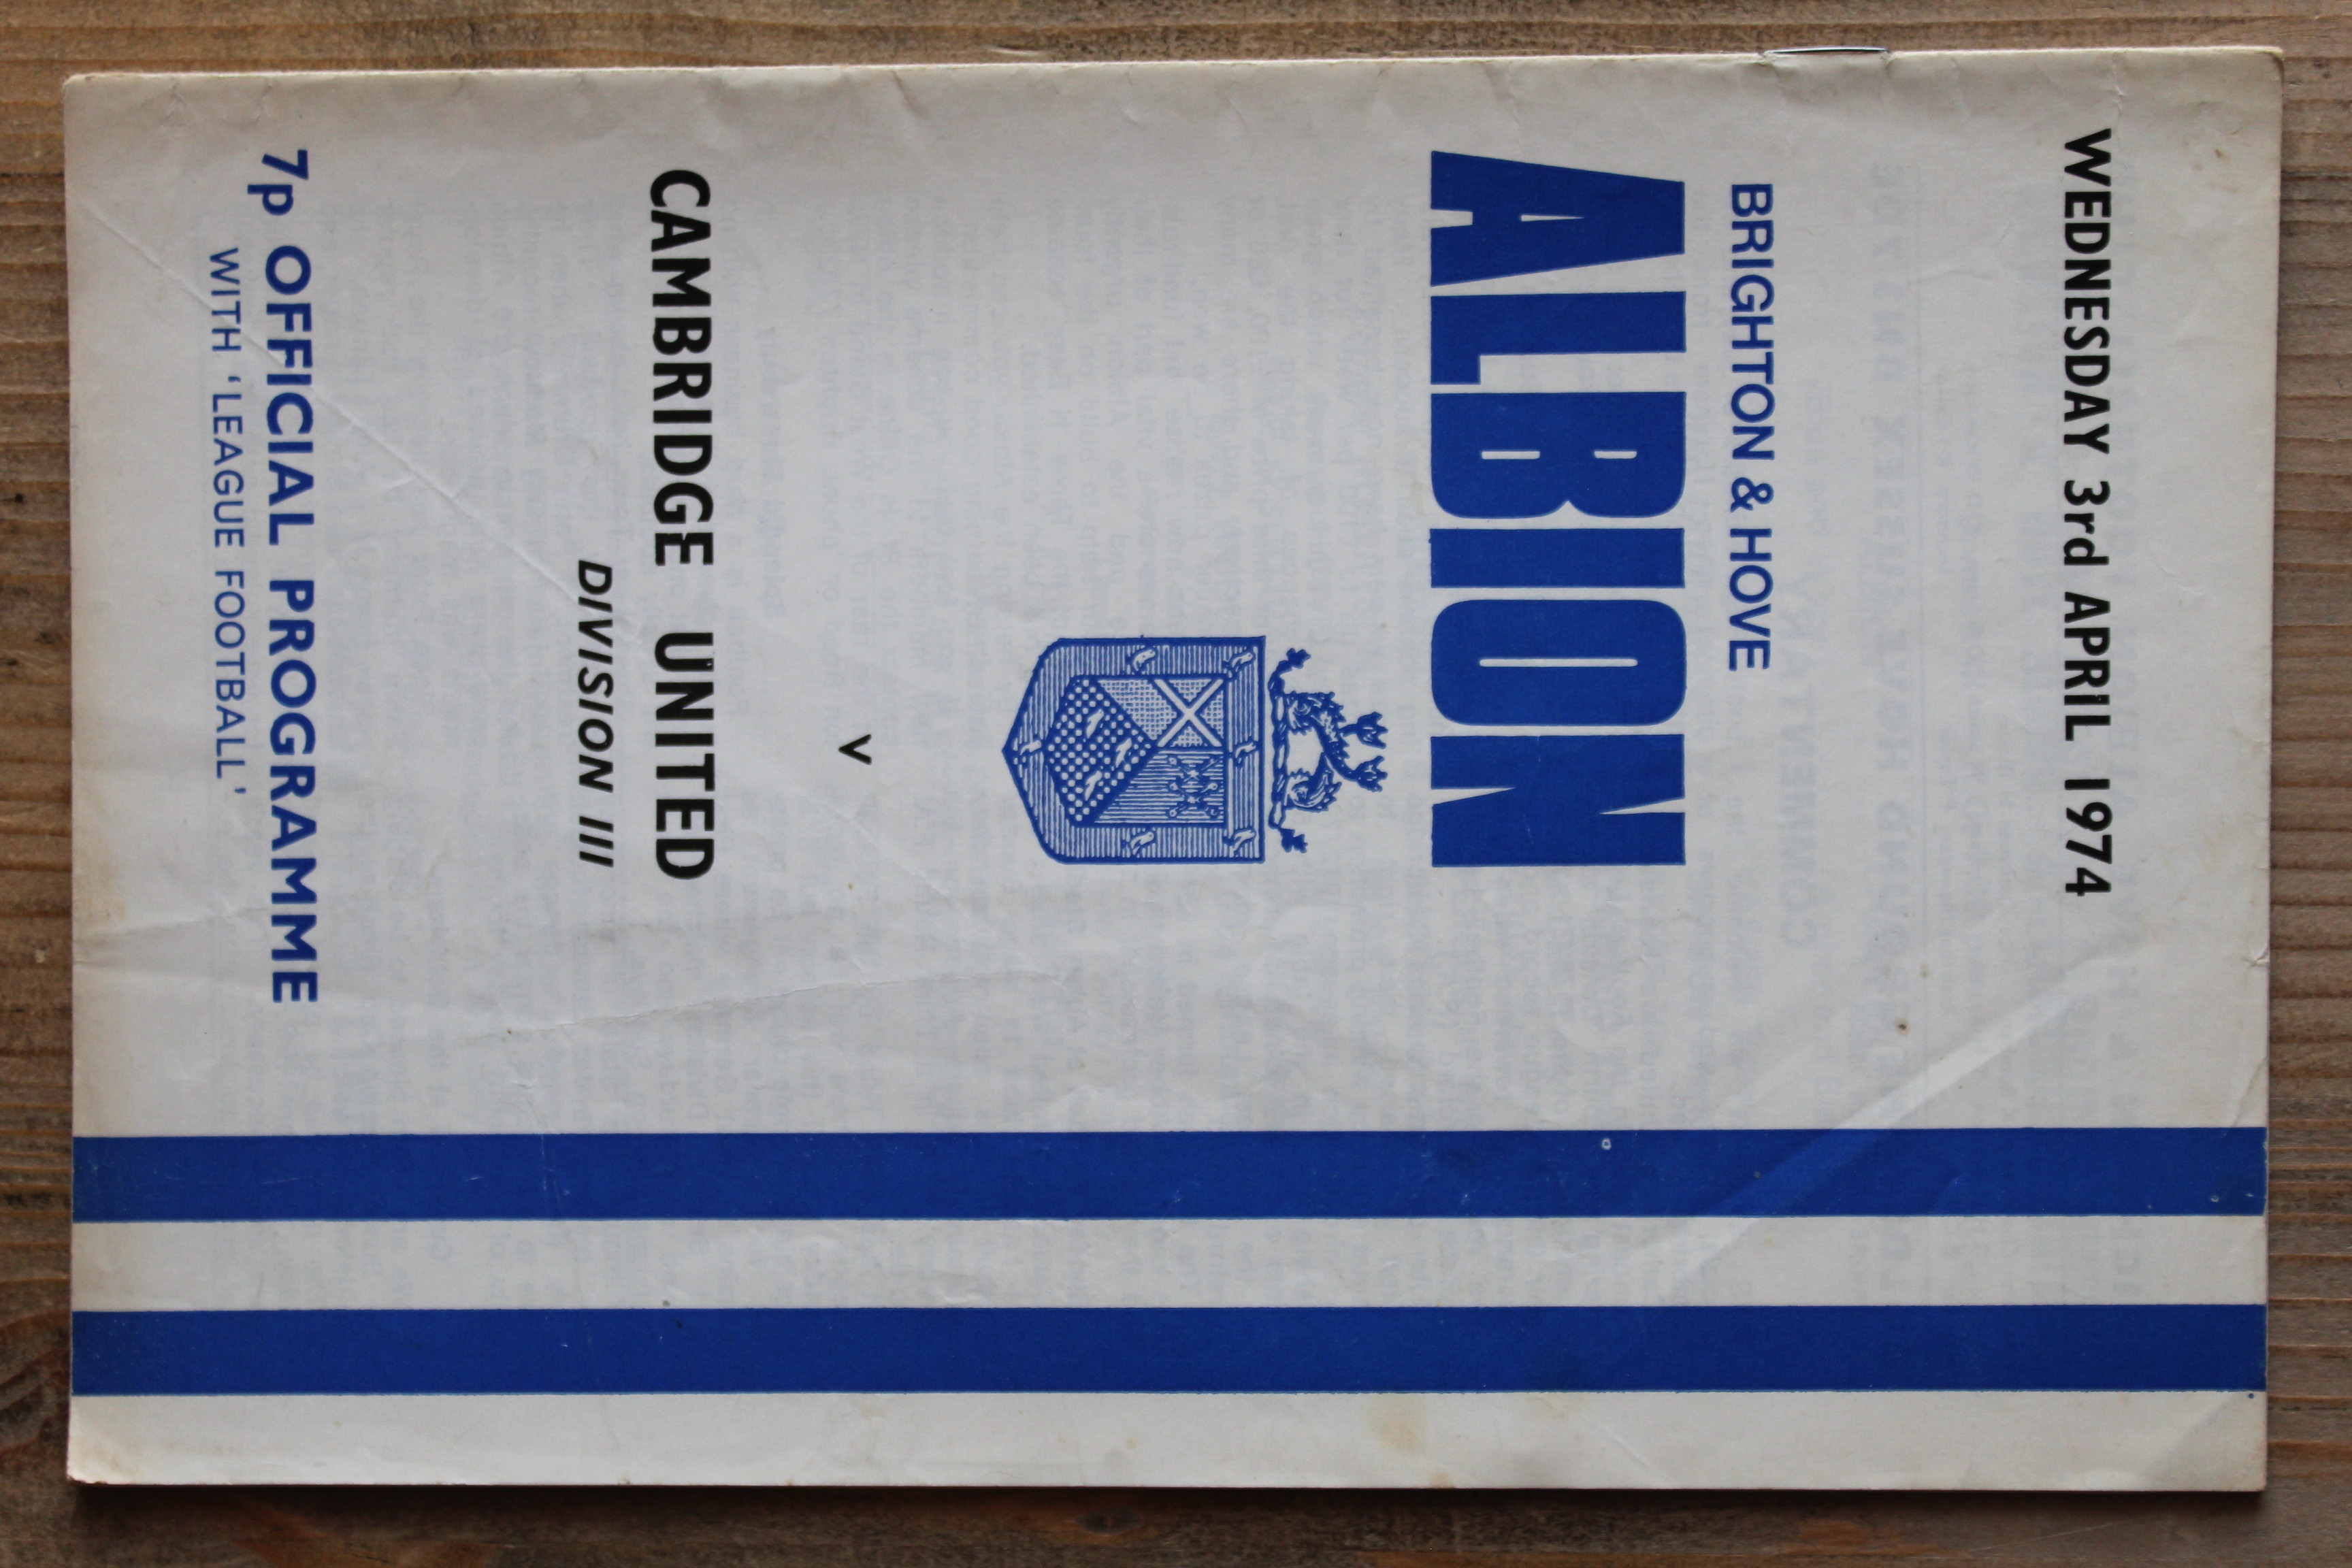 WEDNESDAY 3rd APRIL 1974
BRIGHTON & HOVE
ALBION
v
CAMBRIDGE UNITED
DIVISION III
7p OFFICIAL PROGRAMME
WITH 'LEAGUE FOOTBALL'